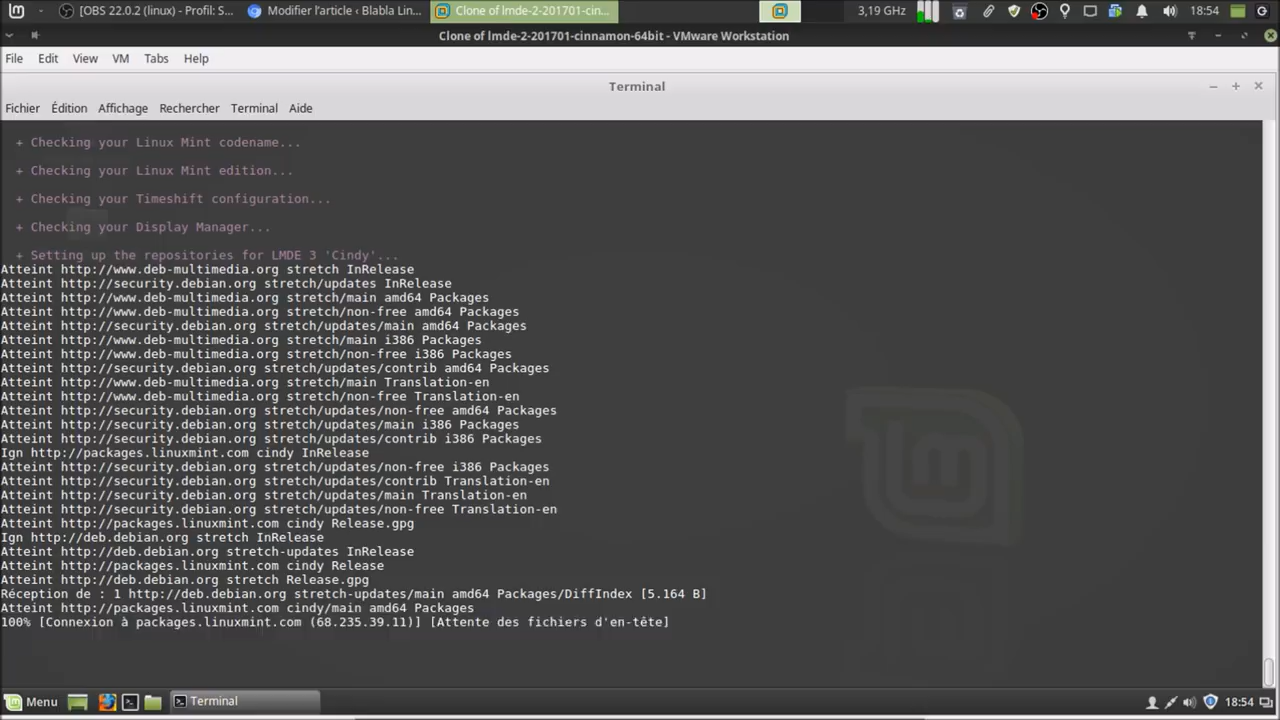 [OBS 22.0.2 (linux) - Profil: S...
Modifier l'article ‹ Blabla Lin...
Clone of lmde-2-201701-cin...
3,19 GHz
18:54
Clone of lmde-2-201701-cinnamon-64bit - VMware Workstation
File Edit View VM Tabs Help
Terminal
Fichier Édition Affichage Rechercher Terminal Aide
+ Checking your Linux Mint codename...
+ Checking your Linux Mint edition...
+ Checking your Timeshift configuration...
+ Checking your Display Manager...
+ Setting up the repositories for LMDE 3 'Cindy'...
Atteint http://www.deb-multimedia.org stretch InRelease
Atteint http://security.debian.org stretch/updates InRelease
Atteint http://www.deb-multimedia.org stretch/main amd64 Packages
Atteint http://www.deb-multimedia.org stretch/non-free amd64 Packages
Atteint http://security.debian.org stretch/updates/main amd64 Packages
Atteint http://www.deb-multimedia.org stretch/main i386 Packages
Atteint http://www.deb-multimedia.org stretch/non-free i386 Packages
Atteint http://security.debian.org stretch/updates/contrib amd64 Packages
Atteint http://www.deb-multimedia.org stretch/main Translation-en
Atteint http://www.deb-multimedia.org stretch/non-free Translation-en
Atteint http://security.debian.org stretch/updates/non-free amd64 Packages
Atteint http://security.debian.org stretch/updates/main i386 Packages
Atteint http://security.debian.org stretch/updates/contrib i386 Packages
Ign http://packages.linuxmint.com cindy InRelease
Atteint http://security.debian.org stretch/updates/non-free i386 Packages
Atteint http://security.debian.org stretch/updates/contrib Translation-en
Atteint http://security.debian.org stretch/updates/main Translation-en
Atteint http://security.debian.org stretch/updates/non-free Translation-en
Atteint http://packages.linuxmint.com cindy Release.gpg
Ign http://deb.debian.org stretch InRelease
Atteint http://deb.debian.org stretch-updates InRelease
Atteint http://packages.linuxmint.com cindy Release
Atteint http://deb.debian.org stretch Release.gpg
Réception de : 1 http://deb.debian.org stretch-updates/main amd64 Packages/DiffIndex [5.164 B]
Atteint http://packages.linuxmint.com cindy/main amd64 Packages
100% [Connexion à packages.linuxmint.com (68.235.39.11)] [Attente des fichiers d'en-tête]
Menu
Terminal
18:54